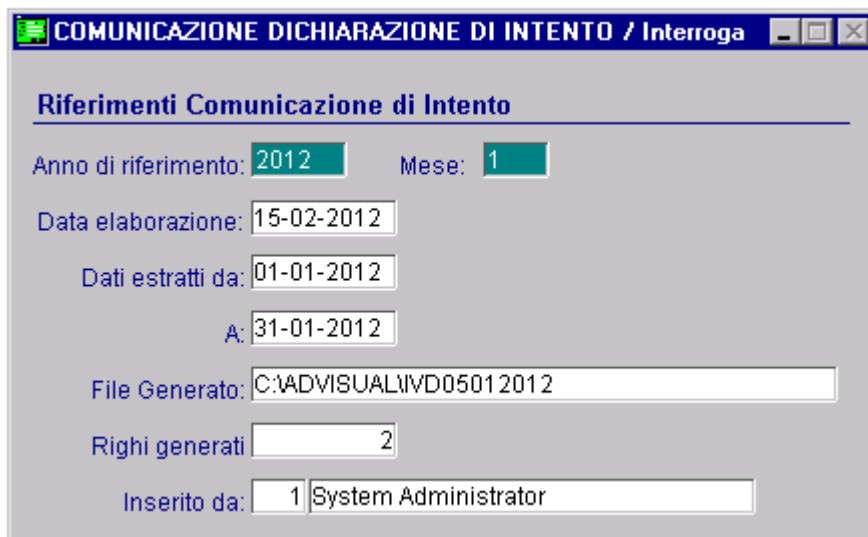 COMUNICAZIONE DICHIARAZIONE DI INTENTO / Interroga
Riferimenti Comunicazione di Intento
Anno di riferimento: 2012 Mese: 1
Data elaborazione: 15-02-2012
Dati estratti da: 01-01-2012
A: 31-01-2012
File Generato: C:\ADVISUAL\IVD05012012
Righi generati 2
Inserito da: 1 System Administrator